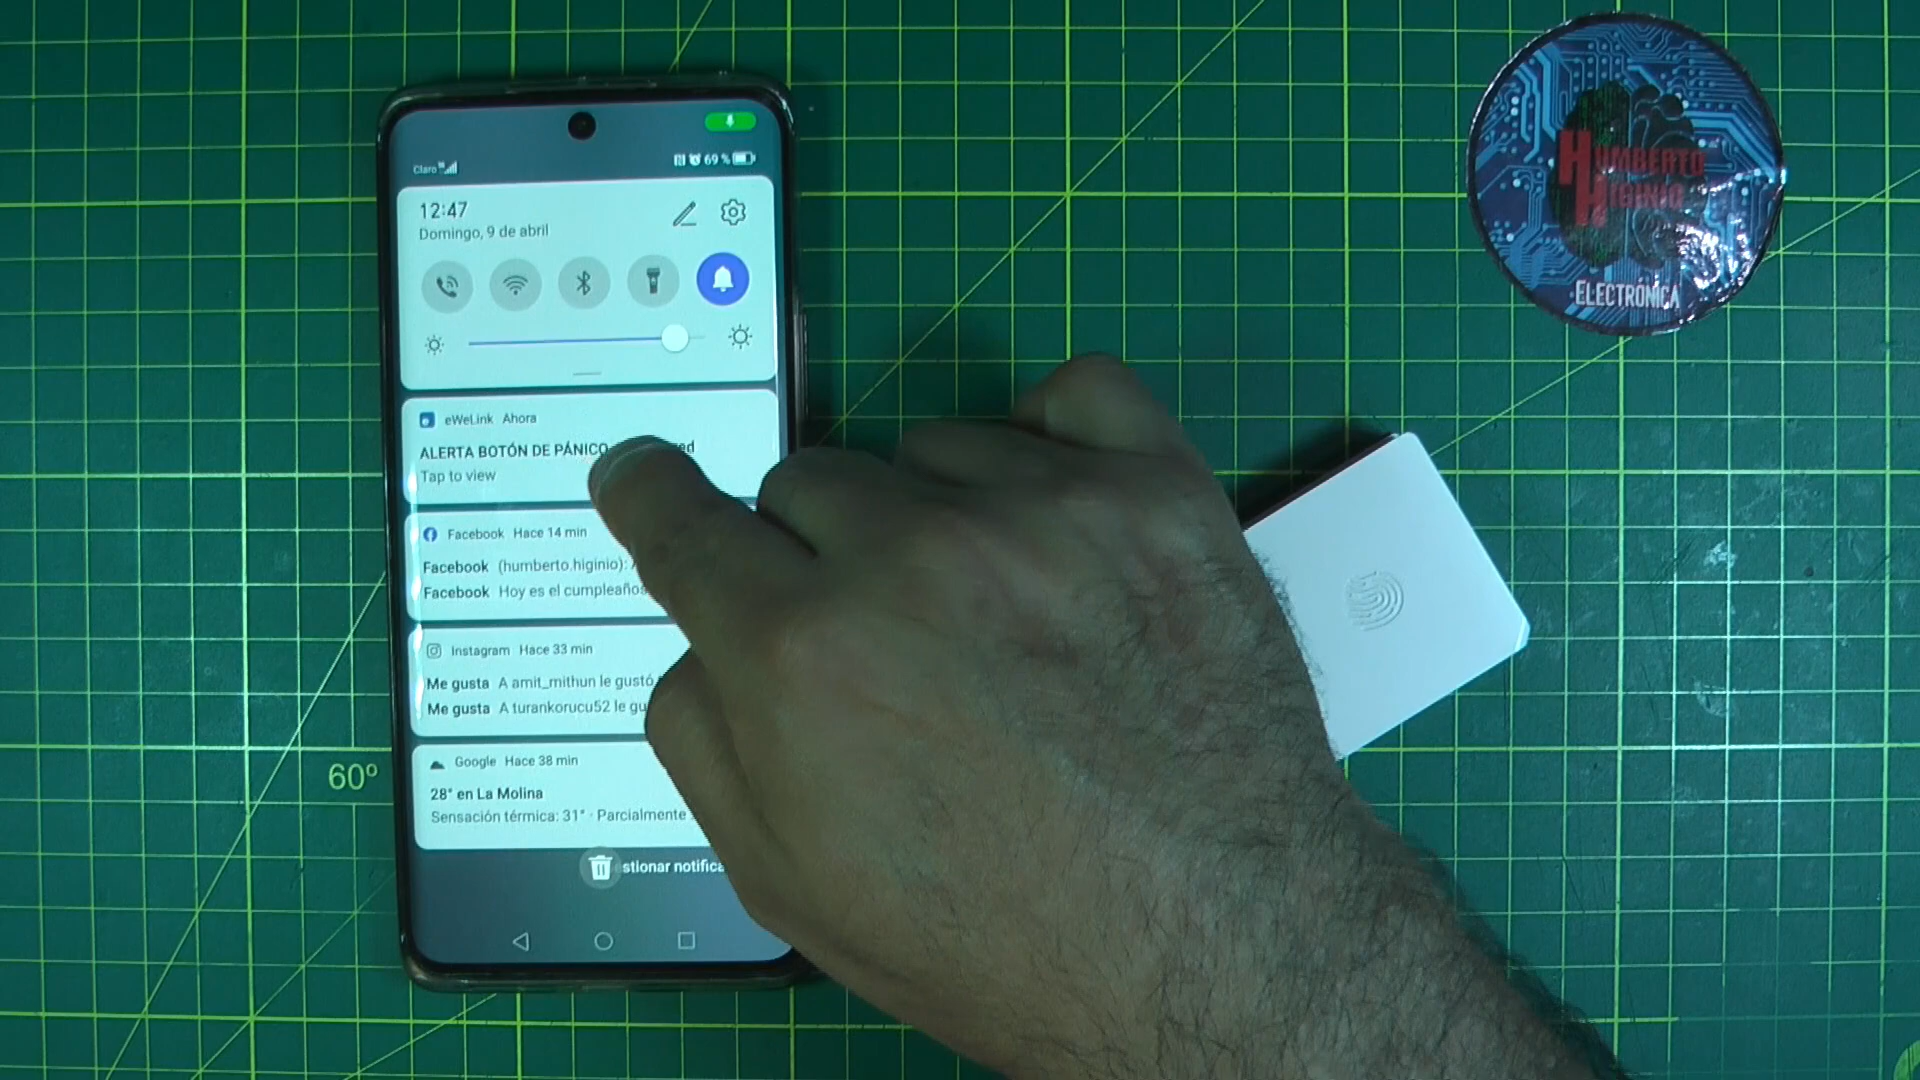 Claro
69 %
12:47
Domingo, 9 de abril
eWeLink Ahora
ALERTA BOTÓN DE PÁNICO
Tap to view
Facebook Hace 14 min
Facebook (humberto.higinio):
Facebook Hoy es el cumpleaños
Instagram Hace 33 min
Me gusta A amit_mithun le gustó
Me gusta A turankorucu52 le gu
Google Hace 38 min
28° en La Molina
Sensación térmica: 31° · Parcialmente
stionar notifica
60º
HUMBERTO
HIGINIO
ELECTRÓNICA